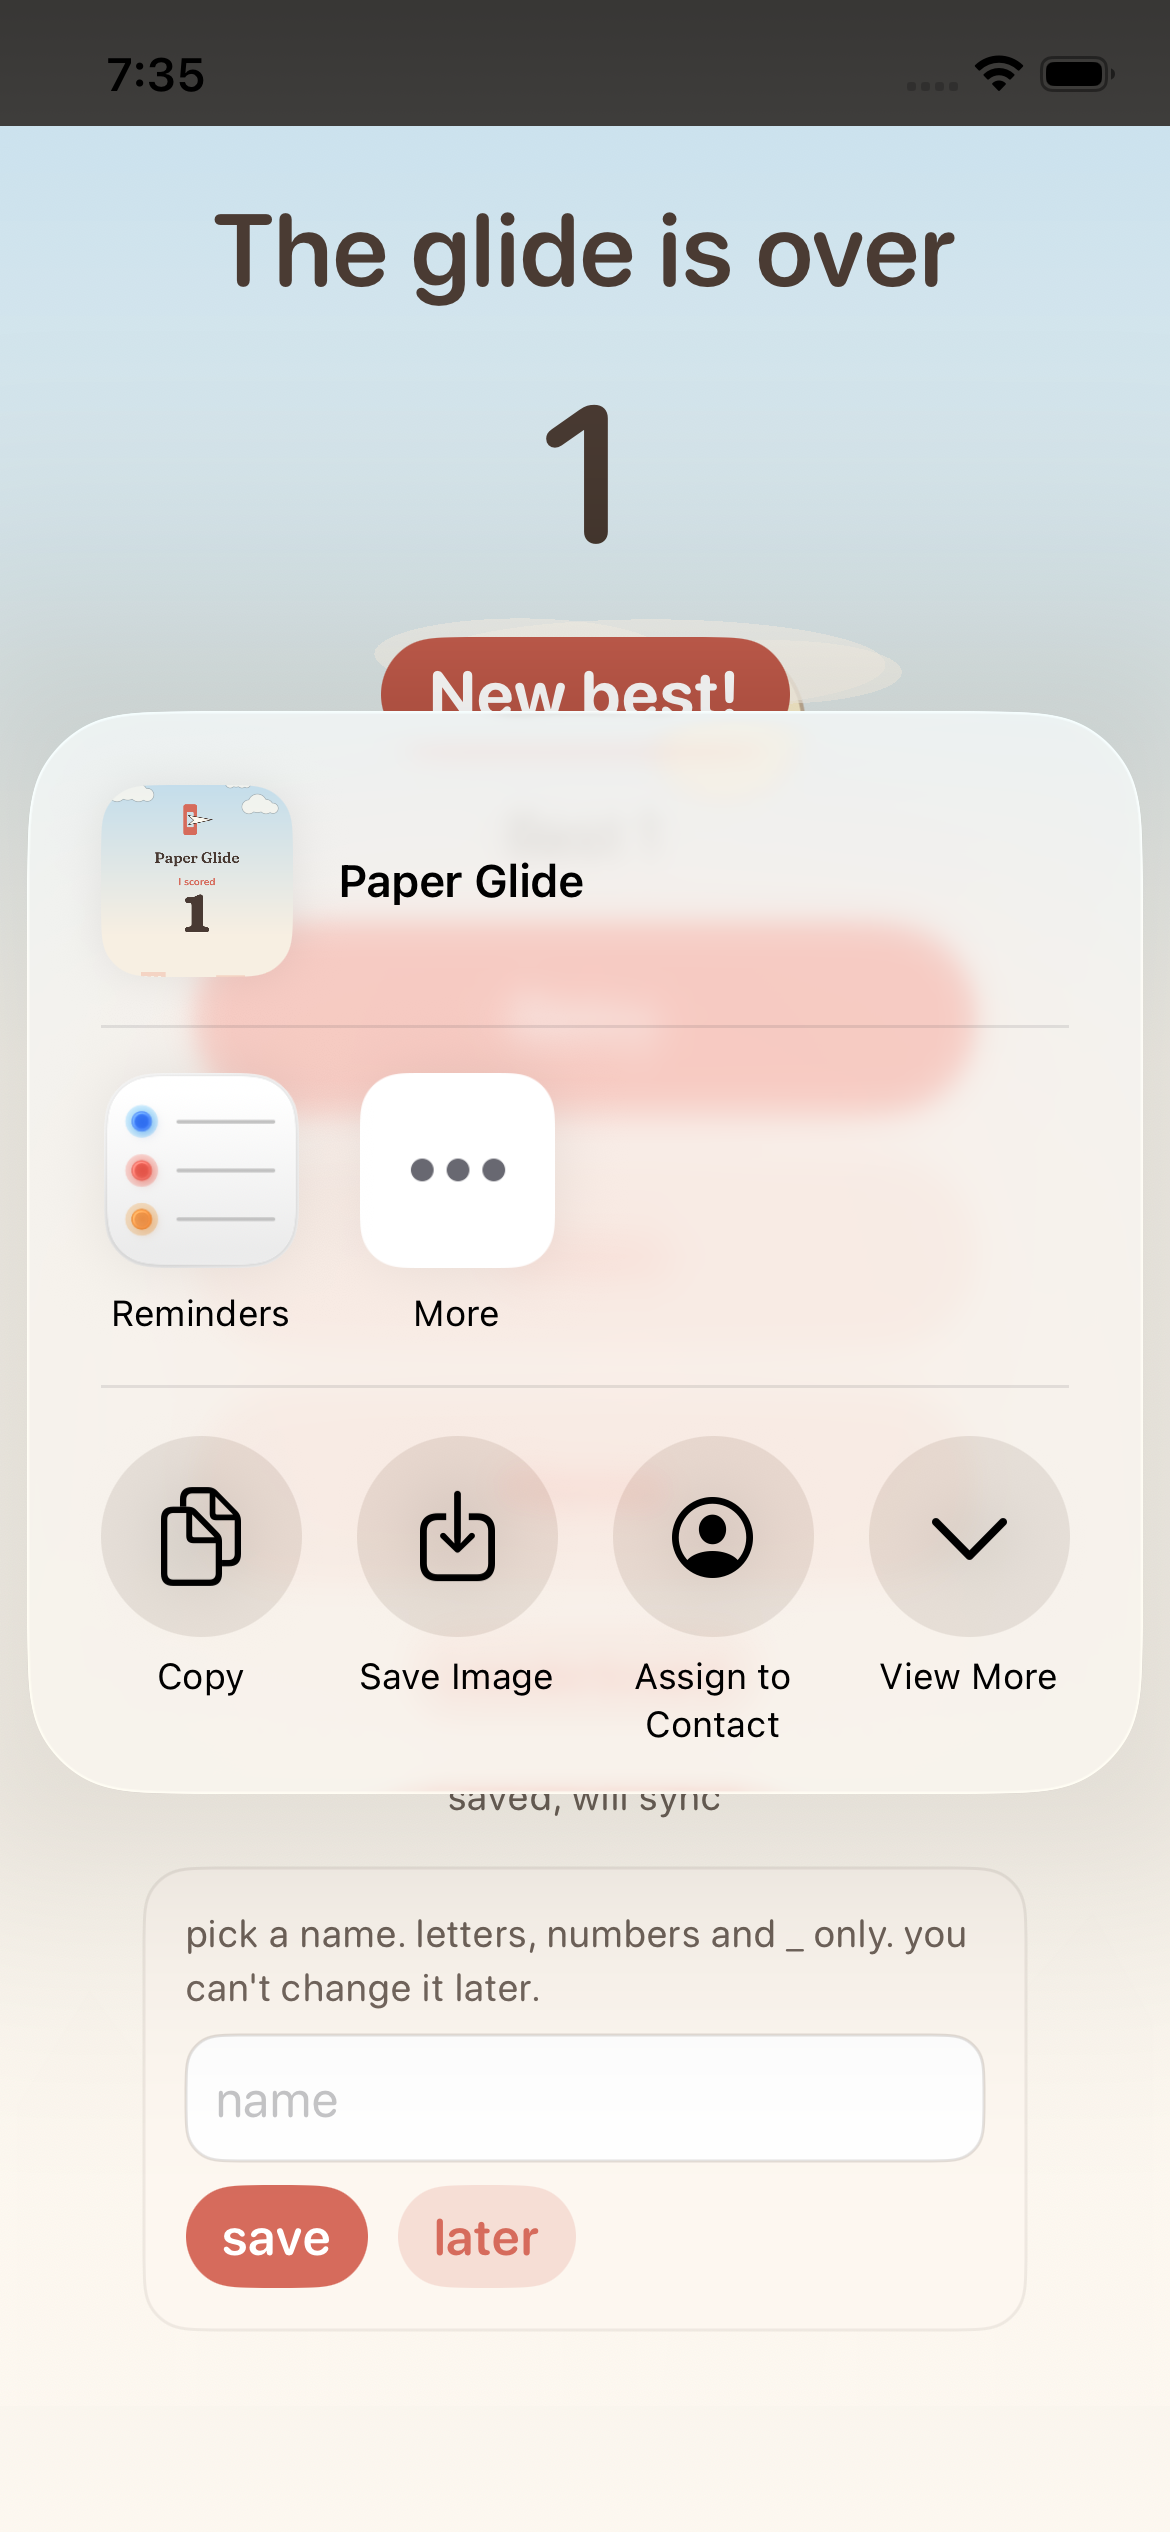 7:35
The glide is over
1
New best!
Paper Glide
I scored
1
Paper Glide
Reminders
More
Copy
Save Image
Assign to
Contact
View More
saved, will sync
pick a name. letters, numbers and _ only. you
can't change it later.
name
save
later